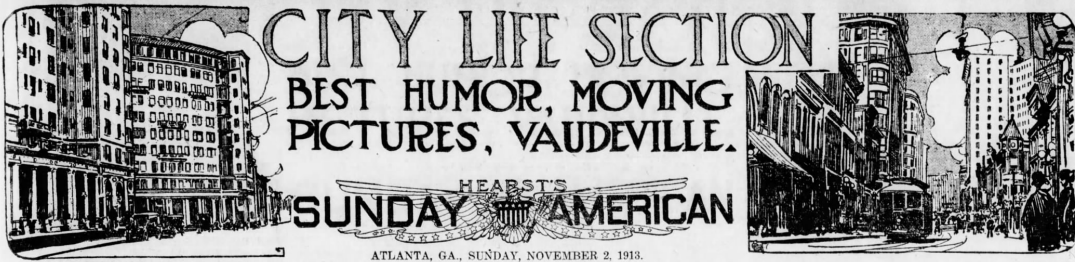 CITY LIFE SECTION
BEST HUMOR, MOVING
PICTURES, VAUDEVILLE.
HEARST'S
SUNDAY AMERICAN
ATLANTA, GA., SUNDAY, NOVEMBER 2, 1913.